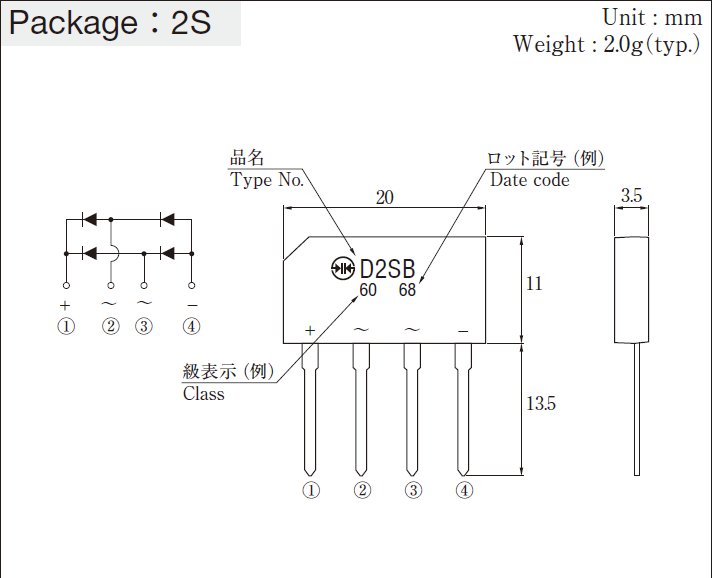 Package：2S
Unit : mm
Weight : 2.0g(typ.)
品名
Type No.
ロット記号 (例)
Date code
20
3.5
D2SB
60 68
11
+ ~ ~ −
① ② ③ ④
+ ~ ~ −
級表示 (例)
Class
13.5
① ② ③ ④